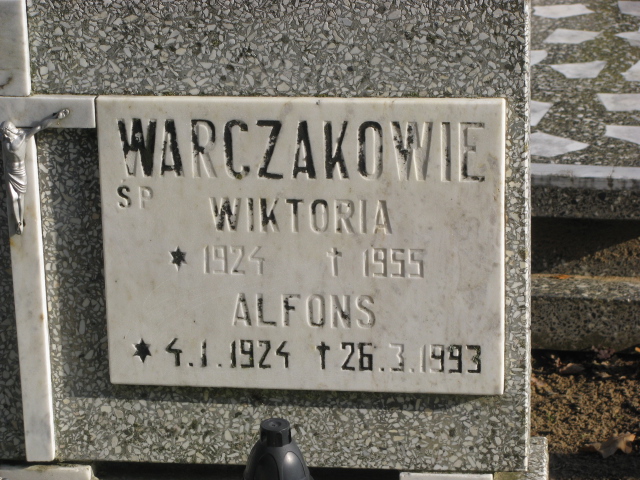 WARCZAKOWIE
SP WIKTORIA
* 1924 † 1955
ALFONS
* 4.1.1924 † 26.3.1993